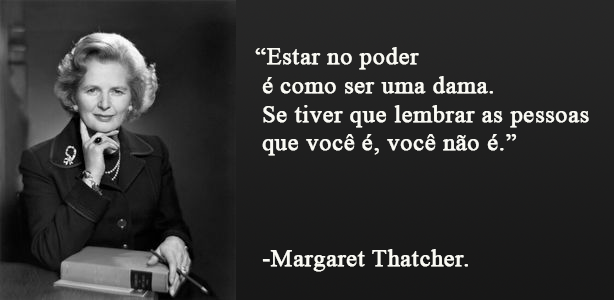 “Estar no poder
é como ser uma dama.
Se tiver que lembrar as pessoas
que você é, você não é.”
-Margaret Thatcher.